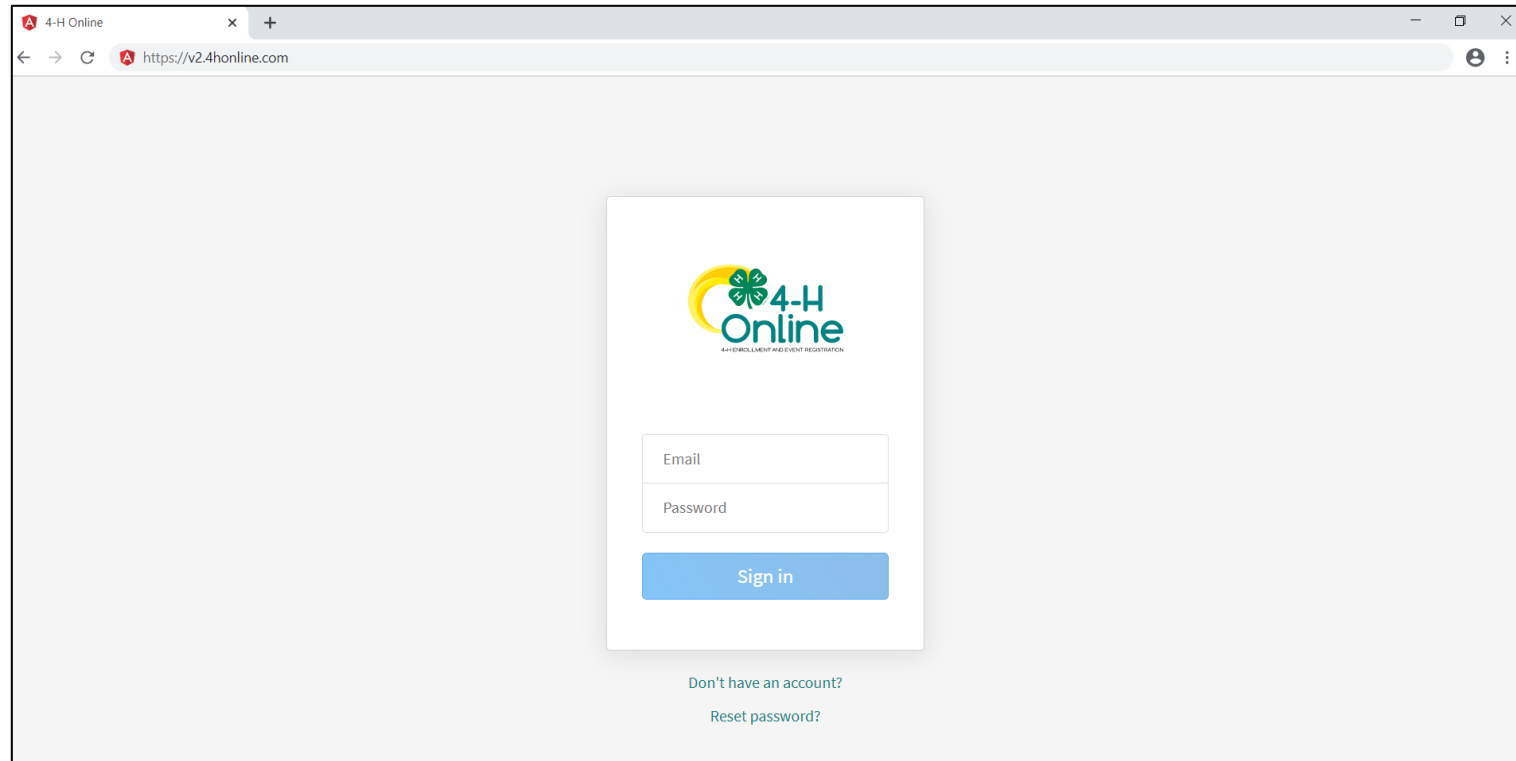 4-H Online
https://v2.4honline.com
4-H
Online
4-H ENROLLMENT AND EVENT REGISTRATION
Email
Password
Sign in
Don't have an account?
Reset password?